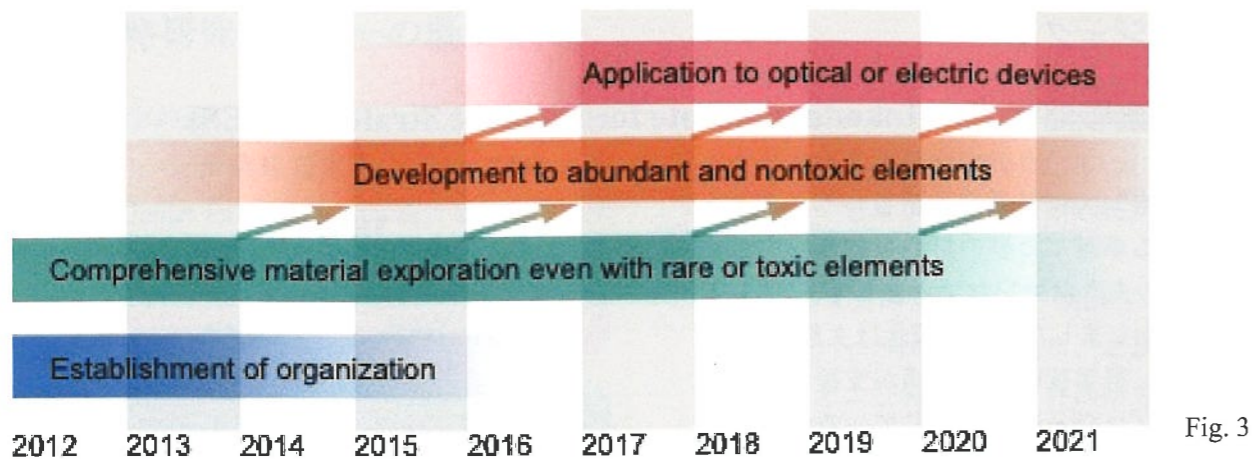 Application to optical or electric devices
Development to abundant and nontoxic elements
Comprehensive material exploration even with rare or toxic elements
Establishment of organization
2012 2013 2014 2015 2016 2017 2018 2019 2020 2021
Fig. 3